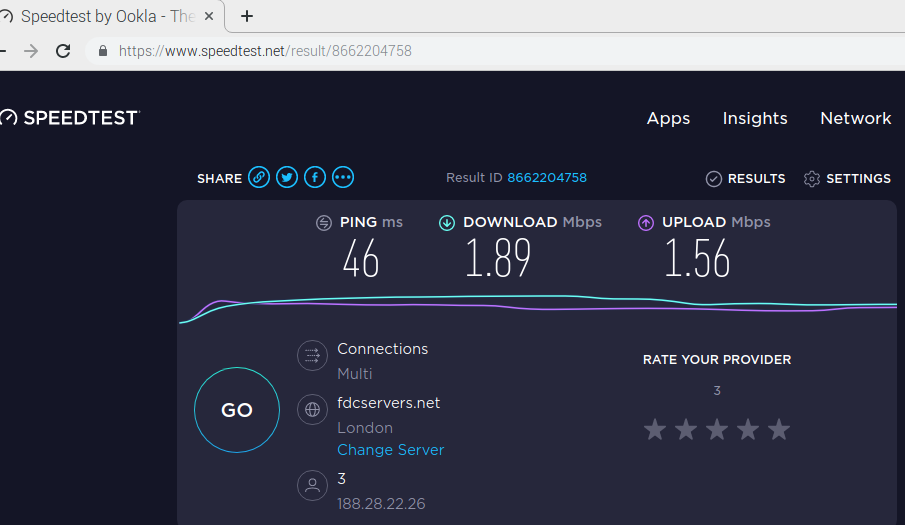 Speedtest by Ookla - The
https://www.speedtest.net/result/8662204758
SPEEDTEST
Apps Insights Network
SHARE Result ID 8662204758 RESULTS SETTINGS
PING ms DOWNLOAD Mbps UPLOAD Mbps
46 1.89 1.56
GO
Connections
Multi
fdcservers.net
London
Change Server
3
188.28.22.26
RATE YOUR PROVIDER
3